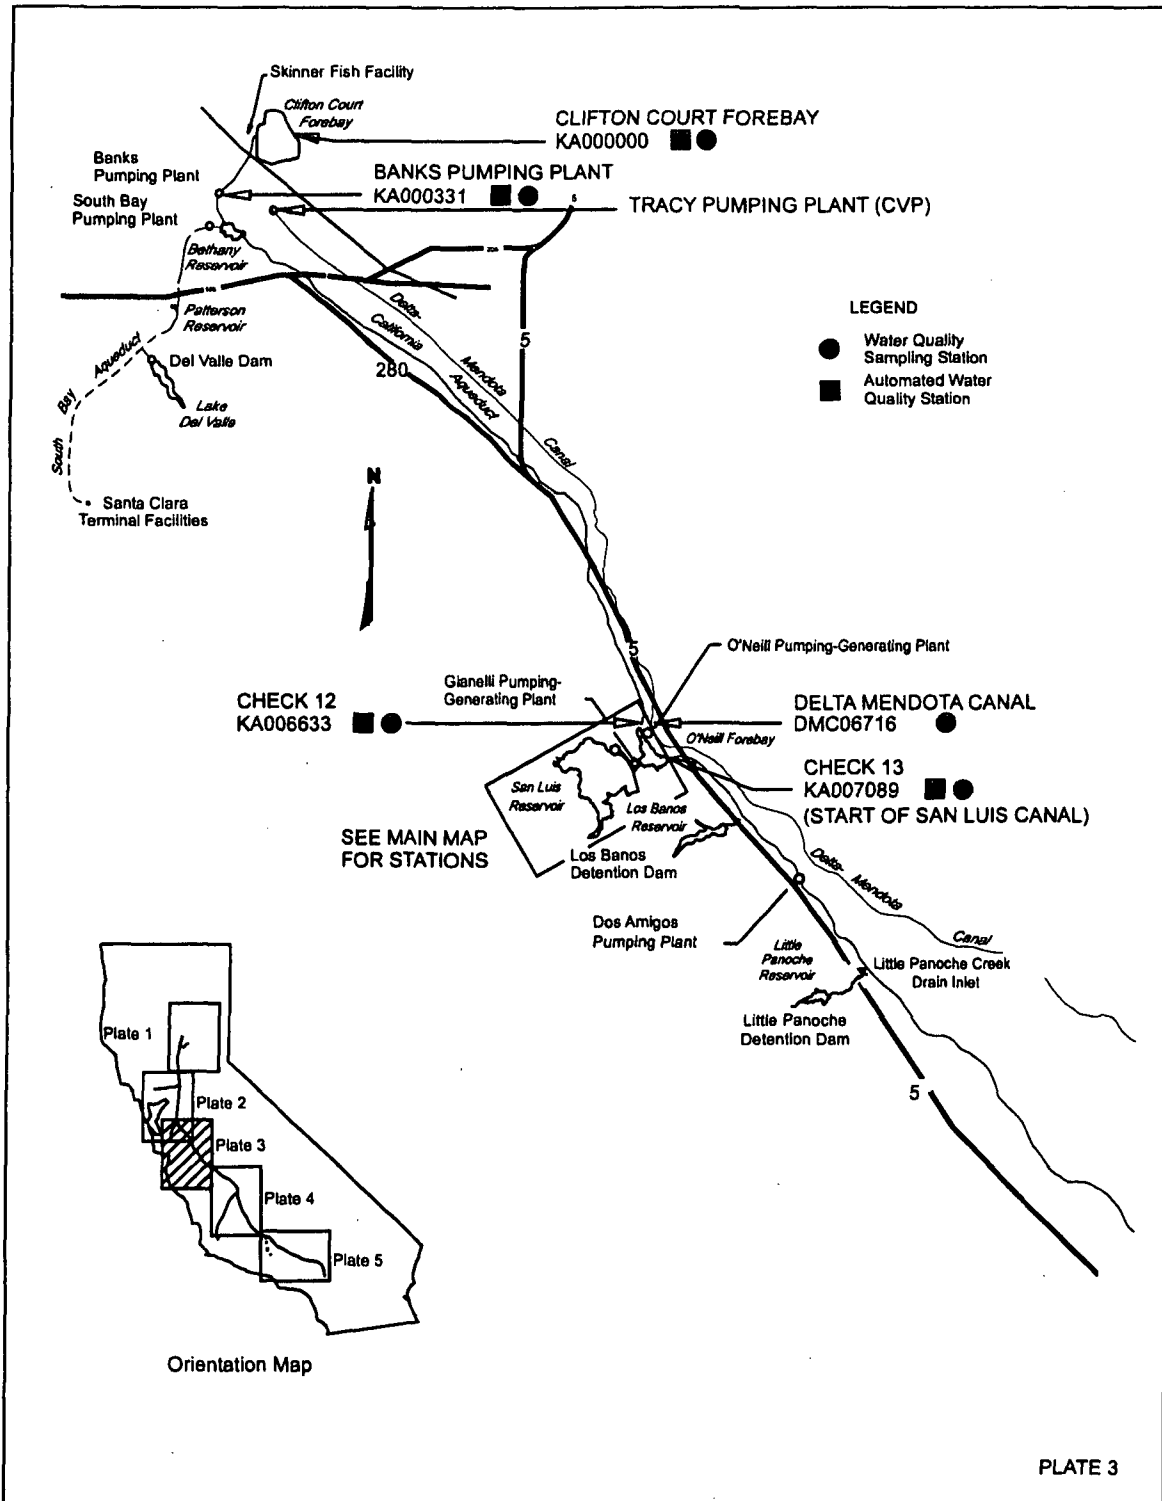 Skinner Fish Facility
Clifton Court
Forebay
CLIFTON COURT FOREBAY
KA000000
Banks
Pumping Plant
BANKS PUMPING PLANT
KA000331
South Bay
Pumping Plant
TRACY PUMPING PLANT (CVP)
Bethany
Reservoir
Patterson
Reservoir
LEGEND
Water Quality
Sampling Station
Automated Water
Quality Station
Delta-
Mendota
Canal
California
Aqueduct
5
280
South
Bay
Aqueduct
Del Valle Dam
Lake
Del Valle
Santa Clara
Terminal Facilities
N
5
O'Neill Pumping-Generating Plant
Gianelli Pumping-
Generating Plant
CHECK 12
KA006633
DELTA MENDOTA CANAL
DMC06716
O'Neill Forebay
CHECK 13
KA007089
(START OF SAN LUIS CANAL)
San Luis
Reservoir
Los Banos
Reservoir
SEE MAIN MAP
FOR STATIONS
Los Banos
Detention Dam
Delta-
Mendota
Canal
Dos Amigos
Pumping Plant
Little
Panoche
Reservoir
Little Panoche Creek
Drain Inlet
Little Panoche
Detention Dam
5
Plate 1
Plate 2
Plate 3
Plate 4
Plate 5
Orientation Map
PLATE 3